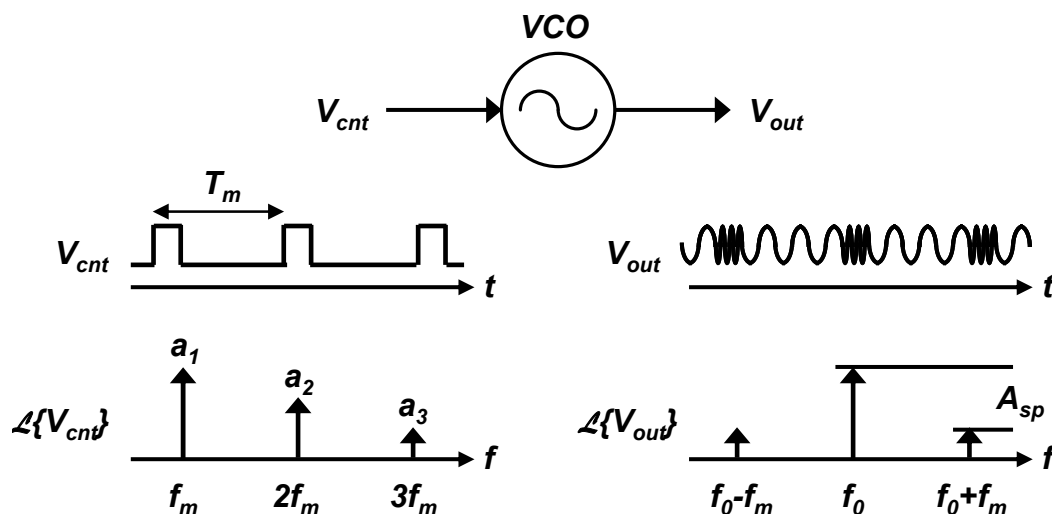 VCO
V_cnt
V_out
T_m
V_cnt
t
V_out
t
a_1
a_2
a_3
ℒ{V_cnt}
f
f_m
2f_m
3f_m
A_sp
ℒ{V_out}
f
f_0-f_m
f_0
f_0+f_m